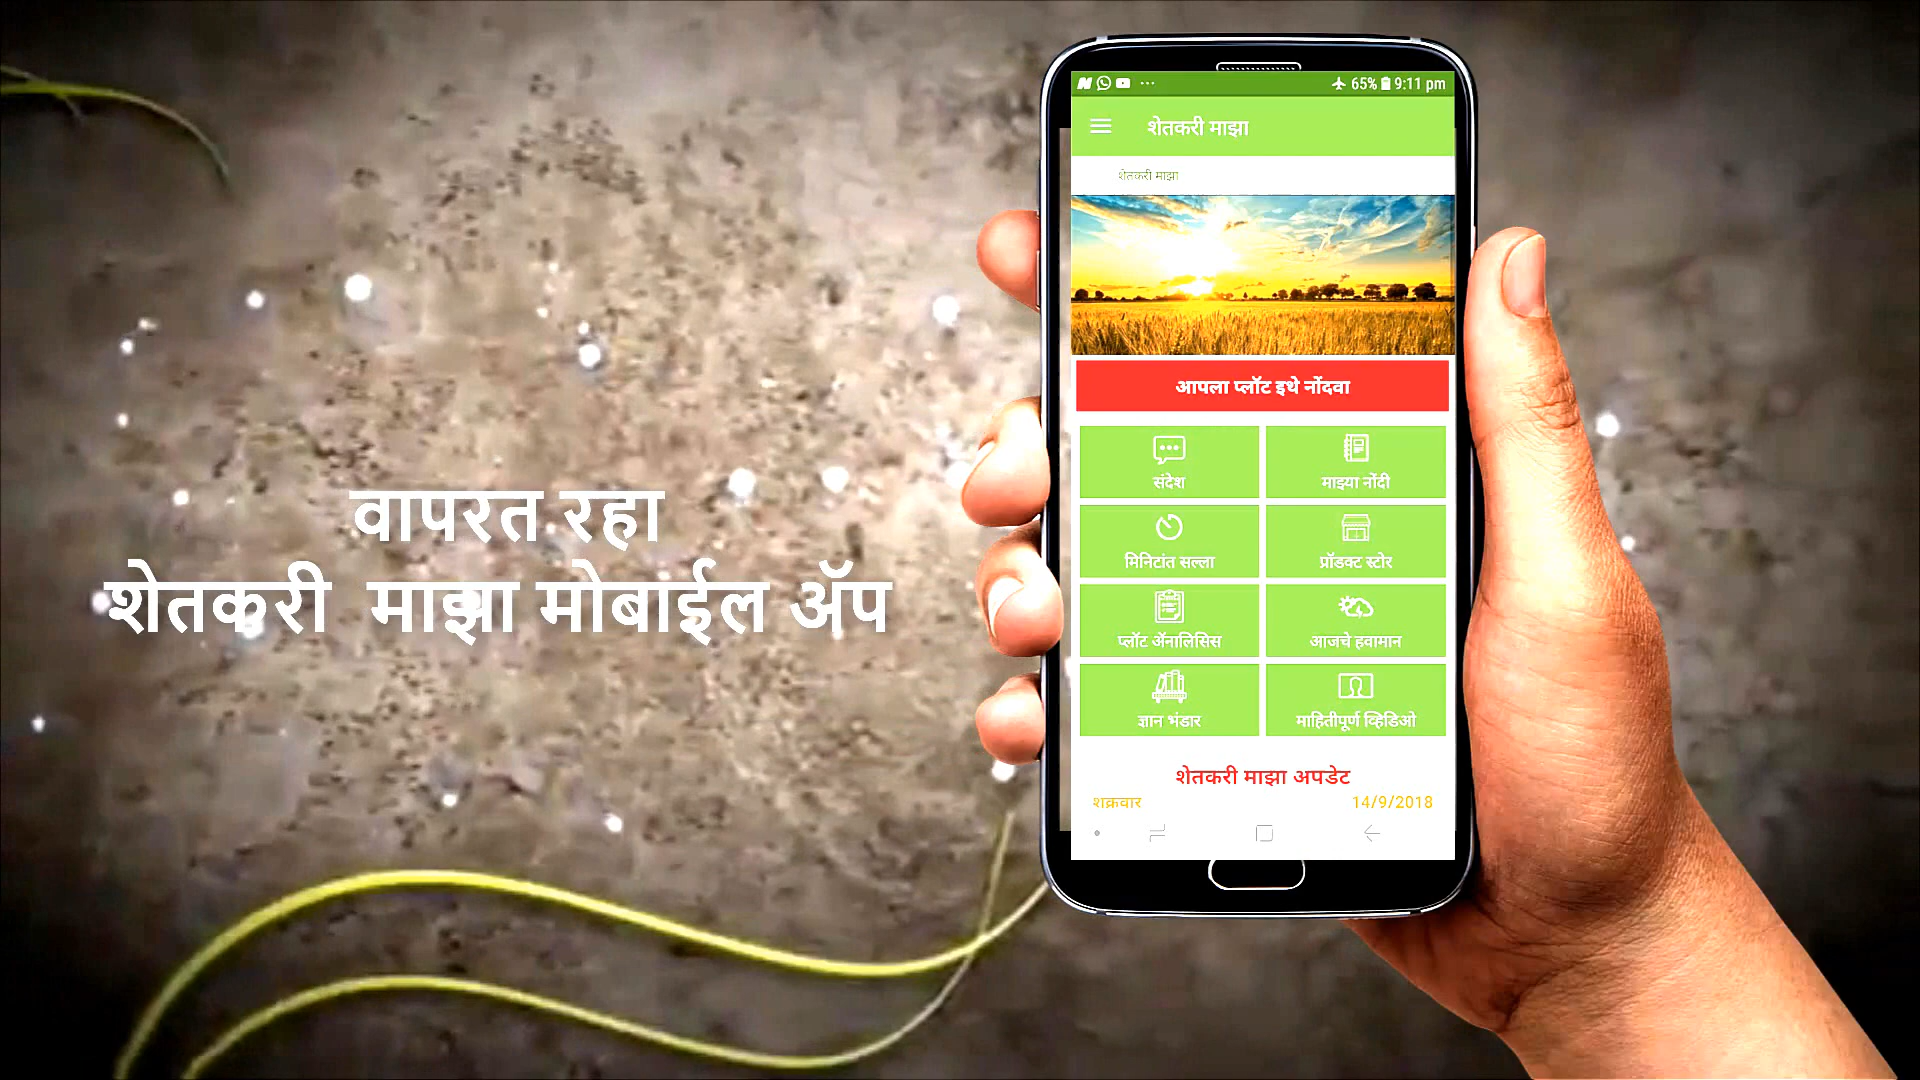 वापरत रहा
शेतकरी माझा मोबाईल ॲप
65% 9:11 pm
शेतकरी माझा
शेतकरी माझा
आपला प्लॉट इथे नोंदवा
संदेश
माझ्या नोंदी
मिनिटांत सल्ला
प्रॉडक्ट स्टोर
प्लॉट ॲनालिसिस
आजचे हवामान
ज्ञान भंडार
माहितीपूर्ण व्हिडिओ
शेतकरी माझा अपडेट
शक्रवार 14/9/2018